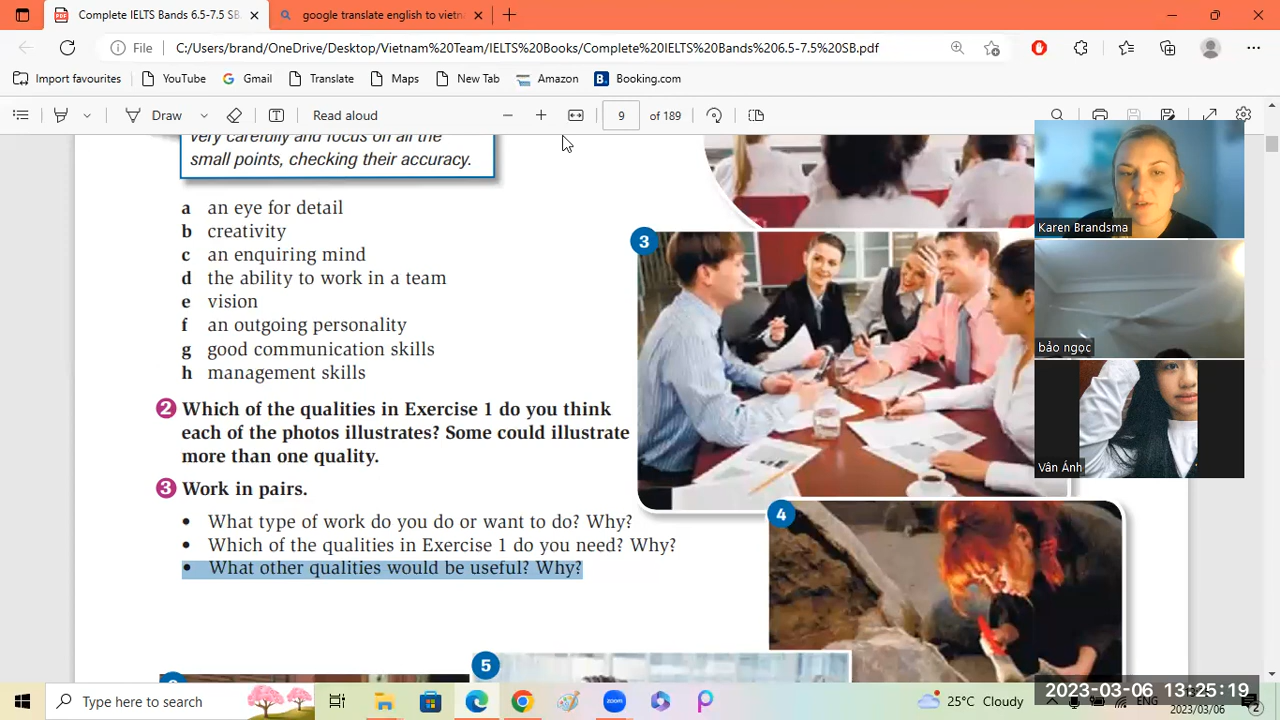 Complete IELTS Bands 6.5-7.5 SB.
google translate english to vietn
File
C:/Users/brand/OneDrive/Desktop/Vietnam%20Team/IELTS%20Books/Complete%20IELTS%20Bands%206.5-7.5%20SB.pdf
Import favourites YouTube Gmail Translate Maps New Tab Amazon B. Booking.com
Draw Read aloud 9 of 189
very carefully and focus on all the
small points, checking their accuracy.
a an eye for detail
b creativity
c an enquiring mind
d the ability to work in a team
e vision
f an outgoing personality
g good communication skills
h management skills
2 Which of the qualities in Exercise 1 do you think
each of the photos illustrates? Some could illustrate
more than one quality.
3 Work in pairs.
• What type of work do you do or want to do? Why?
• Which of the qualities in Exercise 1 do you need? Why?
• What other qualities would be useful? Why?
3
4
5
Karen Brandsma
bảo ngọc
Vân Ánh
Type here to search
zoom
25°C Cloudy
ENG
2023-03-06 13:25:19
2023/03/06
2